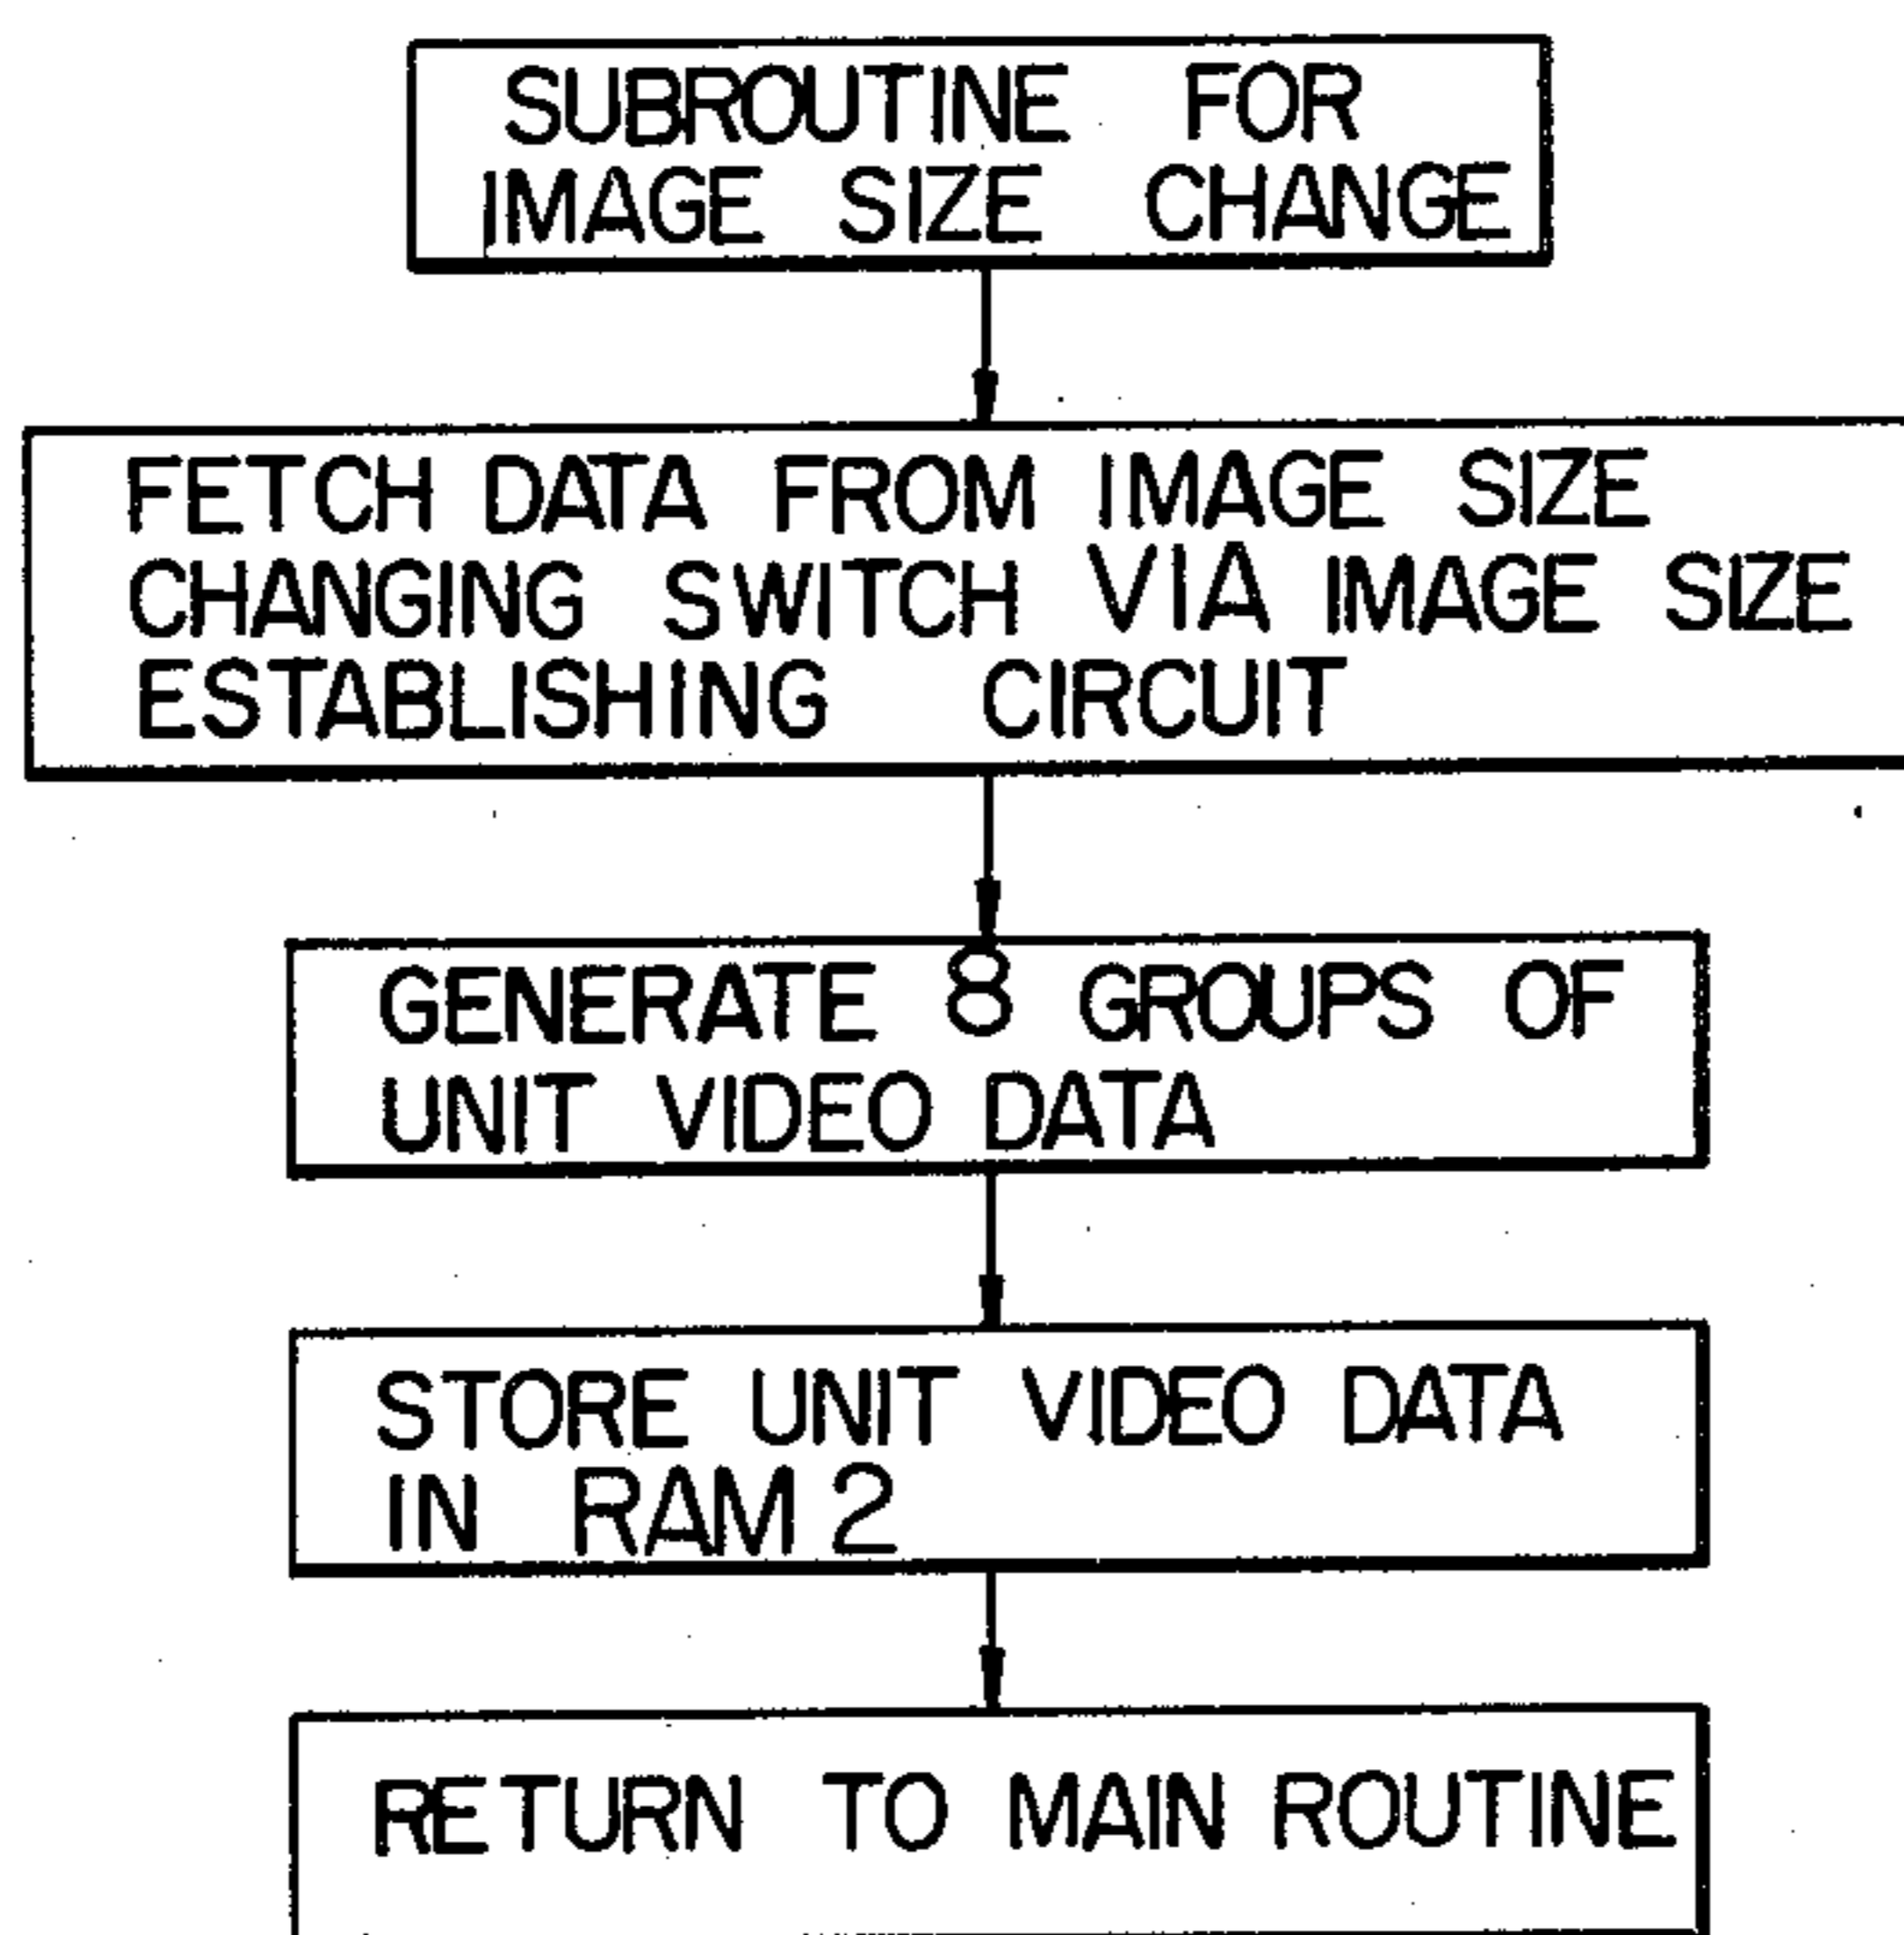 SUBROUTINE FOR
IMAGE SIZE CHANGE
FETCH DATA FROM IMAGE SIZE
CHANGING SWITCH VIA IMAGE SIZE
ESTABLISHING CIRCUIT
GENERATE 8 GROUPS OF
UNIT VIDEO DATA
STORE UNIT VIDEO DATA
IN RAM 2
RETURN TO MAIN ROUTINE